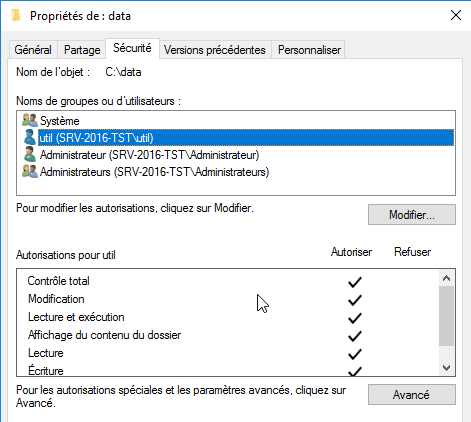 Propriétés de : data
Général
Partage
Sécurité
Versions précédentes
Personnaliser
Nom de l'objet : C:\data
Noms de groupes ou d'utilisateurs :
Système
util (SRV-2016-TST\util)
Administrateur (SRV-2016-TST\Administrateur)
Administrateurs (SRV-2016-TST\Administrateurs)
Pour modifier les autorisations, cliquez sur Modifier.
Modifier...
Autorisations pour util Autoriser Refuser
Contrôle total
Modification
Lecture et exécution
Affichage du contenu du dossier
Lecture
Écriture
Pour les autorisations spéciales et les paramètres avancés, cliquez sur
Avancé.
Avancé